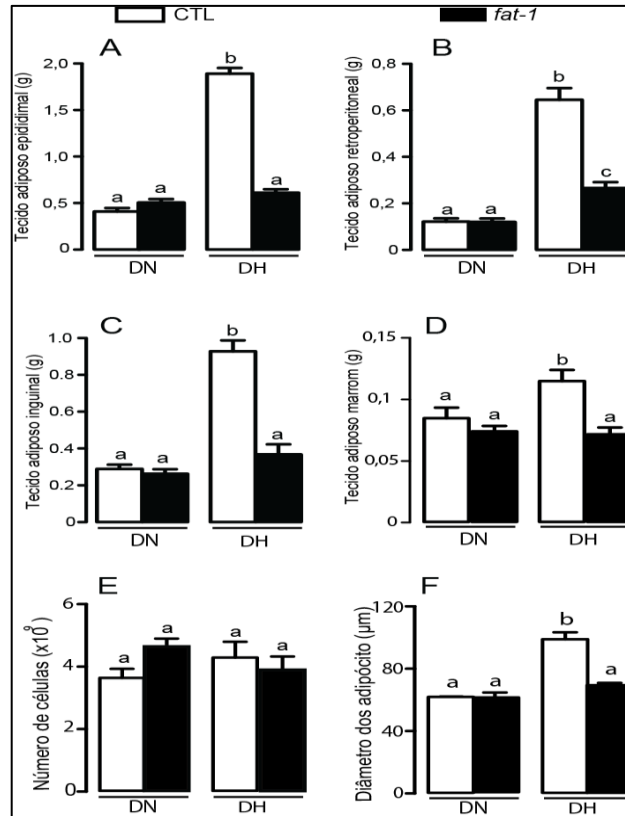 CTL
fat-1
A
Tecido adiposo epididimal (g)
2,0
1,5
1,0
0,5
0
a
a
b
a
DN
DH
B
Tecido adiposo retroperitoneal (g)
0,8
0,6
0,4
0,2
0
a
a
b
c
DN
DH
C
Tecido adiposo inguinal (g)
1.0
0.8
0.6
0.4
0.2
0
a
a
b
a
DN
DH
D
Tecido adiposo marrom (g)
0,15
0,1
0,05
0
a
a
b
a
DN
DH
E
Número de células (x10⁹)
6
4
2
0
a
a
a
a
DN
DH
F
Diâmetro dos adipócito (µm)
120
80
40
0
a
a
b
a
DN
DH